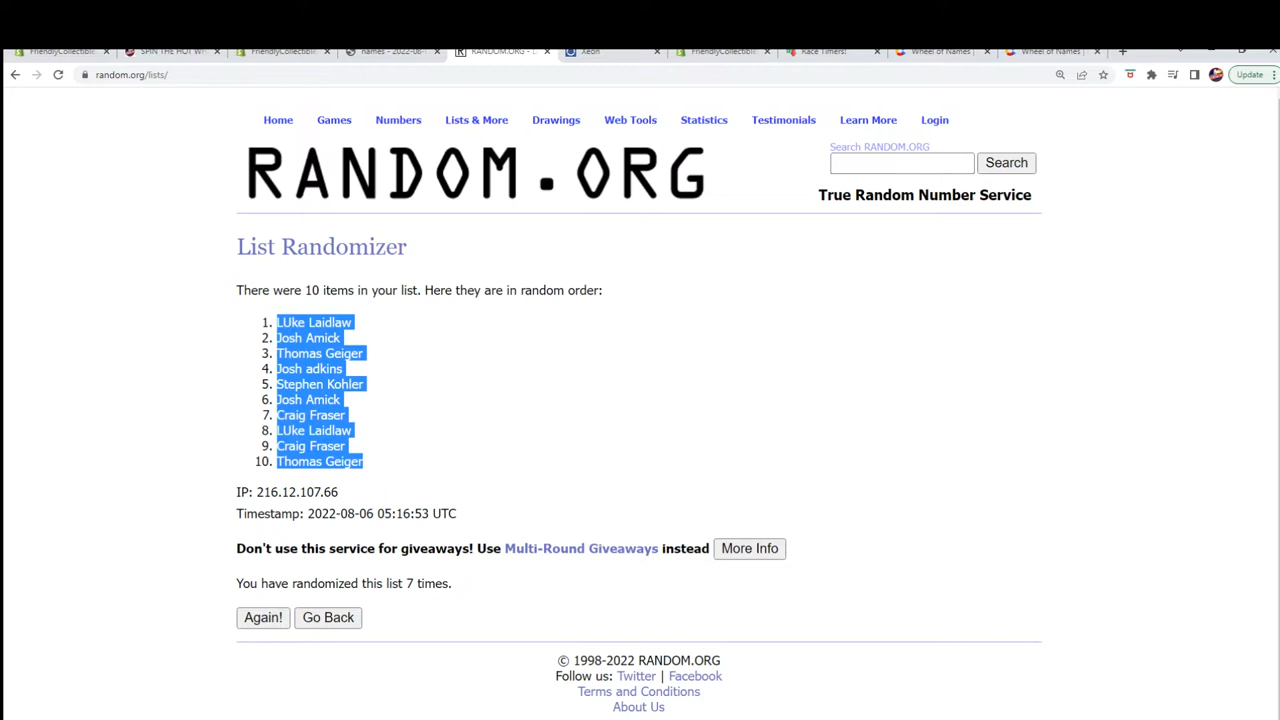 FriendlyCollectibl
SPIN THE HOT W
FriendlyCollectibl
names - 2022-08-
RANDOM.ORG - L
Xeon
FriendlyCollectibl
Race Timers!
Wheel of Names |
Wheel of Names |
random.org/lists/
Update
Home Games Numbers Lists & More Drawings Web Tools Statistics Testimonials Learn More Login
RANDOM.ORG
Search RANDOM.ORG
Search
True Random Number Service
List Randomizer
There were 10 items in your list. Here they are in random order:
1. LUke Laidlaw
2. Josh Amick
3. Thomas Geiger
4. Josh adkins
5. Stephen Kohler
6. Josh Amick
7. Craig Fraser
8. LUke Laidlaw
9. Craig Fraser
10. Thomas Geiger
IP: 216.12.107.66
Timestamp: 2022-08-06 05:16:53 UTC
Don't use this service for giveaways! Use Multi-Round Giveaways instead More Info
You have randomized this list 7 times.
Again! Go Back
© 1998-2022 RANDOM.ORG
Follow us: Twitter | Facebook
Terms and Conditions
About Us